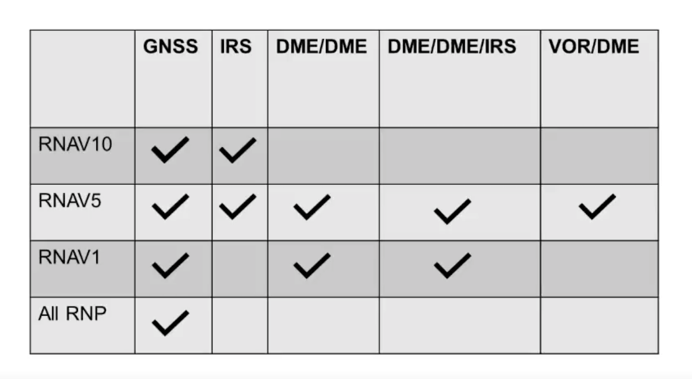 GNSS IRS DME/DME DME/DME/IRS VOR/DME
RNAV10 ✓ ✓
RNAV5 ✓ ✓ ✓ ✓ ✓
RNAV1 ✓ ✓ ✓
All RNP ✓